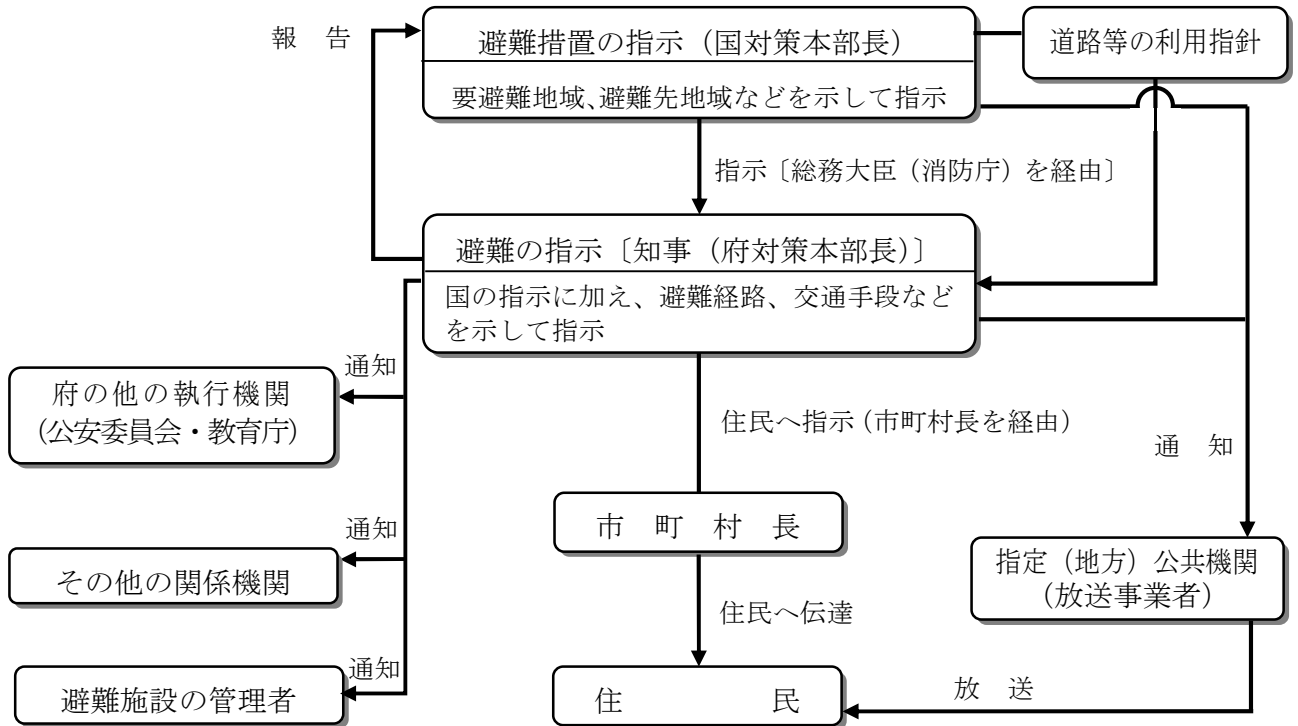 報　告
避難措置の指示（国対策本部長）
道路等の利用指針
要避難地域、避難先地域などを示して指示
指示〔総務大臣（消防庁）を経由〕
避難の指示〔知事（府対策本部長)〕
国の指示に加え、避難経路、交通手段など
を示して指示
通知
府の他の執行機関
(公安委員会・教育庁)
住民へ指示(市町村長を経由)
通　知
市　町　村　長
通知
その他の関係機関
指定（地方）公共機関
(放送事業者)
住民へ伝達
通知
避難施設の管理者
住　　　　民
放　送